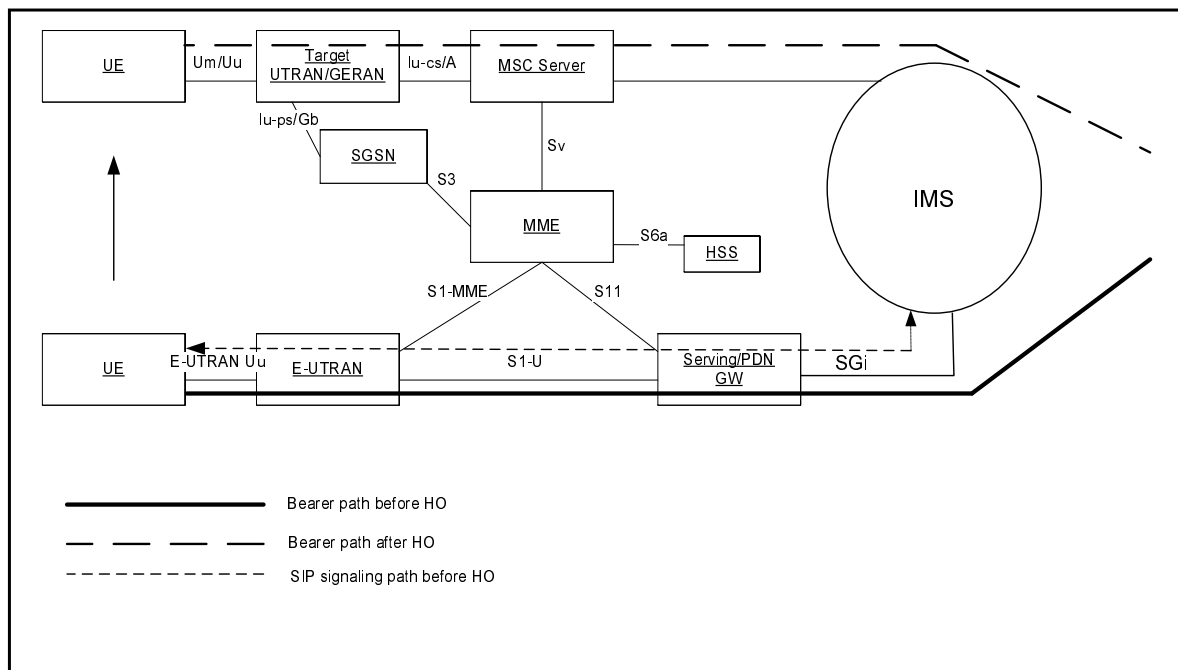 UE
Um/Uu
Target
UTRAN/GERAN
Iu-cs/A
MSC Server
Iu-ps/Gb
SGSN
Sv
S3
MME
S6a
HSS
IMS
S1-MME
S11
UE
E-UTRAN Uu
E-UTRAN
S1-U
Serving/PDN
GW
SGi
Bearer path before HO
Bearer path after HO
SIP signaling path before HO